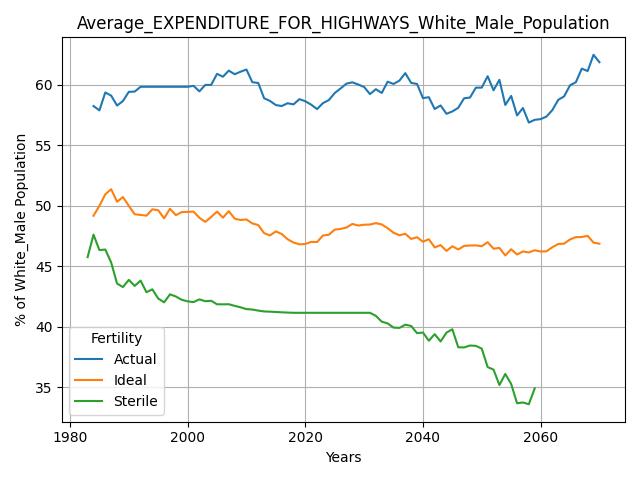 Average_EXPENDITURE_FOR_HIGHWAYS_White_Male_Population
% of White_Male Population
60
55
50
45
40
35
Fertility
Actual
Ideal
Sterile
1980
2000
2020
2040
2060
Years